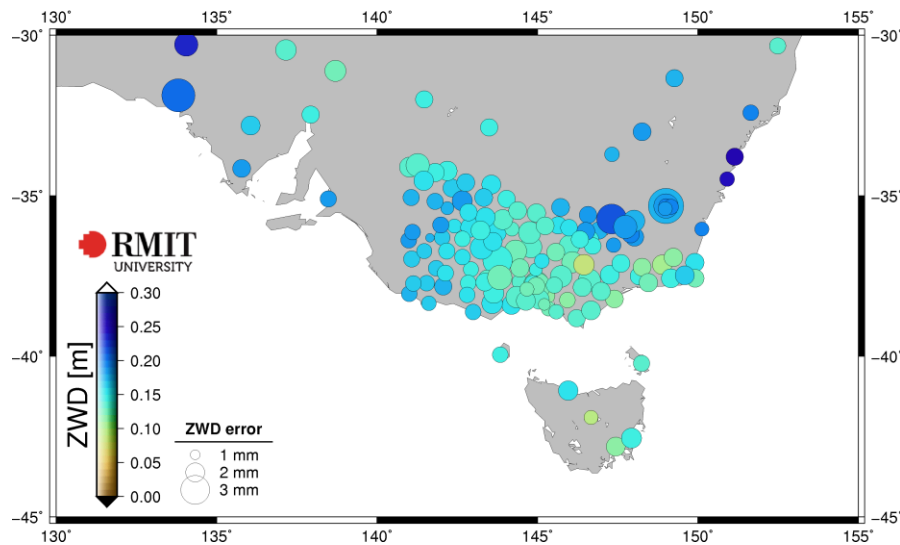 130° 135° 140° 145° 150° 155°
−30° −30°
−35° −35°
RMIT
UNIVERSITY
ZWD [m]
0.30
0.25
0.20
0.15
0.10
0.05
0.00
ZWD error
1 mm
2 mm
3 mm
−40° −40°
−45° −45°
130° 135° 140° 145° 150° 155°